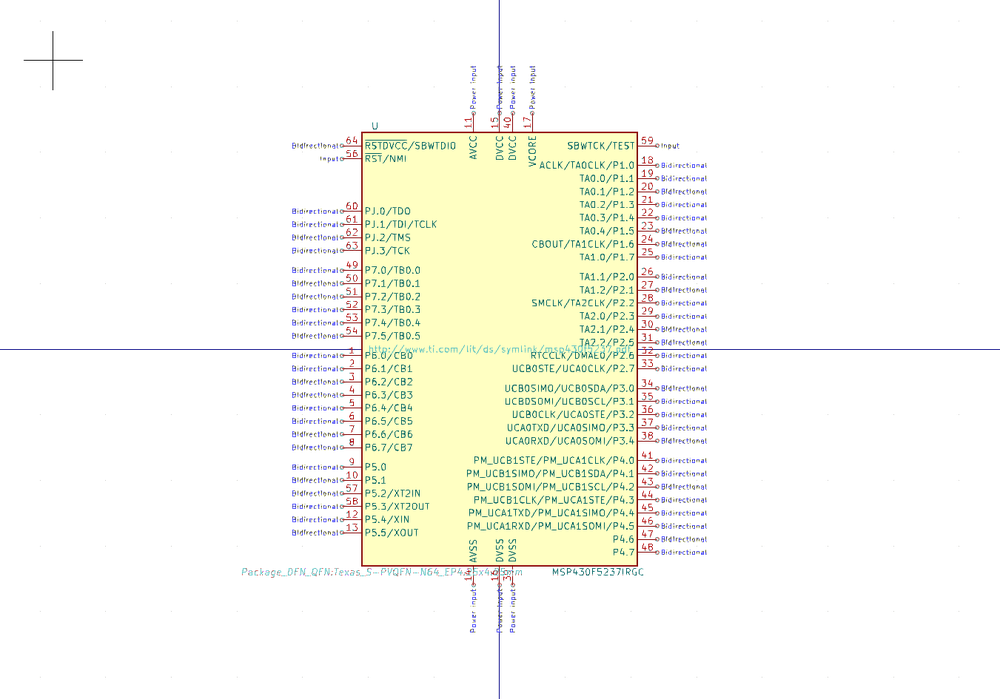 Power Input Power Input Power Input Power Input
11 15 40 17
U
AVCC DVCC DVCC VCORE
Bidirectional 64 RSTDVCC/SBWTDIO
Input 56 RST/NMI
Bidirectional 60 PJ.0/TDO
Bidirectional 61 PJ.1/TDI/TCLK
Bidirectional 62 PJ.2/TMS
Bidirectional 63 PJ.3/TCK
Bidirectional 49 P7.0/TB0.0
Bidirectional 50 P7.1/TB0.1
Bidirectional 51 P7.2/TB0.2
Bidirectional 52 P7.3/TB0.3
Bidirectional 53 P7.4/TB0.4
Bidirectional 54 P7.5/TB0.5
Bidirectional 1 P6.0/CB0
Bidirectional 2 P6.1/CB1
Bidirectional 3 P6.2/CB2
Bidirectional 4 P6.3/CB3
Bidirectional 5 P6.4/CB4
Bidirectional 6 P6.5/CB5
Bidirectional 7 P6.6/CB6
Bidirectional 8 P6.7/CB7
Bidirectional 9 P5.0
Bidirectional 10 P5.1
Bidirectional 57 P5.2/XT2IN
Bidirectional 58 P5.3/XT2OUT
Bidirectional 12 P5.4/XIN
Bidirectional 13 P5.5/XOUT
SBWTCK/TEST 59 Input
ACLK/TA0CLK/P1.0 18 Bidirectional
TA0.0/P1.1 19 Bidirectional
TA0.1/P1.2 20 Bidirectional
TA0.2/P1.3 21 Bidirectional
TA0.3/P1.4 22 Bidirectional
TA0.4/P1.5 23 Bidirectional
CBOUT/TA1CLK/P1.6 24 Bidirectional
TA1.0/P1.7 25 Bidirectional
TA1.1/P2.0 26 Bidirectional
TA1.2/P2.1 27 Bidirectional
SMCLK/TA2CLK/P2.2 28 Bidirectional
TA2.0/P2.3 29 Bidirectional
TA2.1/P2.4 30 Bidirectional
TA2.2/P2.5 31 Bidirectional
http://www.ti.com/lit/ds/symlink/msp430f5237.pdf
RTCCLK/DMAE0/P2.6 32 Bidirectional
UCB0STE/UCA0CLK/P2.7 33 Bidirectional
UCB0SIMO/UCB0SDA/P3.0 34 Bidirectional
UCB0SOMI/UCB0SCL/P3.1 35 Bidirectional
UCB0CLK/UCA0STE/P3.2 36 Bidirectional
UCA0TXD/UCA0SIMO/P3.3 37 Bidirectional
UCA0RXD/UCA0SOMI/P3.4 38 Bidirectional
PM_UCB1STE/PM_UCA1CLK/P4.0 41 Bidirectional
PM_UCB1SIMO/PM_UCB1SDA/P4.1 42 Bidirectional
PM_UCB1SOMI/PM_UCB1SCL/P4.2 43 Bidirectional
PM_UCB1CLK/PM_UCA1STE/P4.3 44 Bidirectional
PM_UCA1TXD/PM_UCA1SIMO/P4.4 45 Bidirectional
PM_UCA1RXD/PM_UCA1SOMI/P4.5 46 Bidirectional
P4.6 47 Bidirectional
P4.7 48 Bidirectional
AVSS DVSS DVSS
MSP430F5237IRGC
14 16
Power Input Power Input Power Input